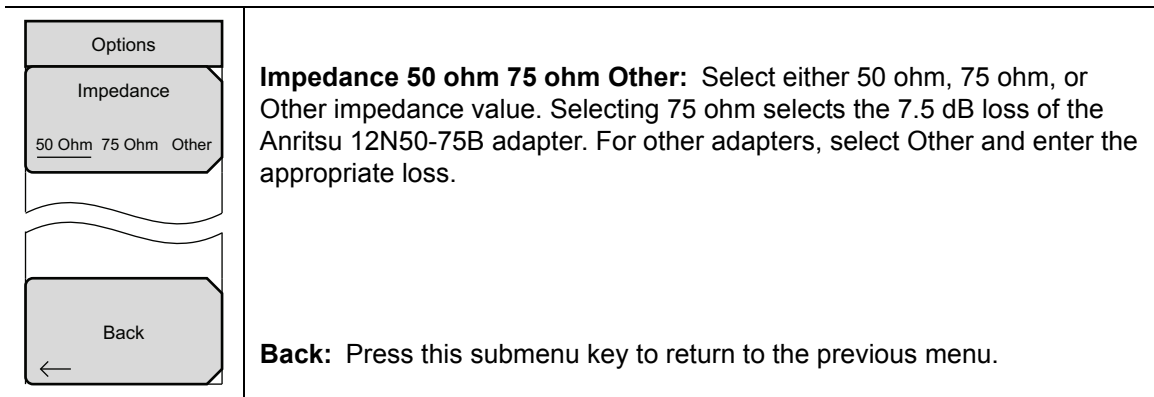 Options
Impedance
50 Ohm 75 Ohm Other
Impedance 50 ohm 75 ohm Other: Select either 50 ohm, 75 ohm, or
Other impedance value. Selecting 75 ohm selects the 7.5 dB loss of the
Anritsu 12N50-75B adapter. For other adapters, select Other and enter the
appropriate loss.
Back
Back: Press this submenu key to return to the previous menu.